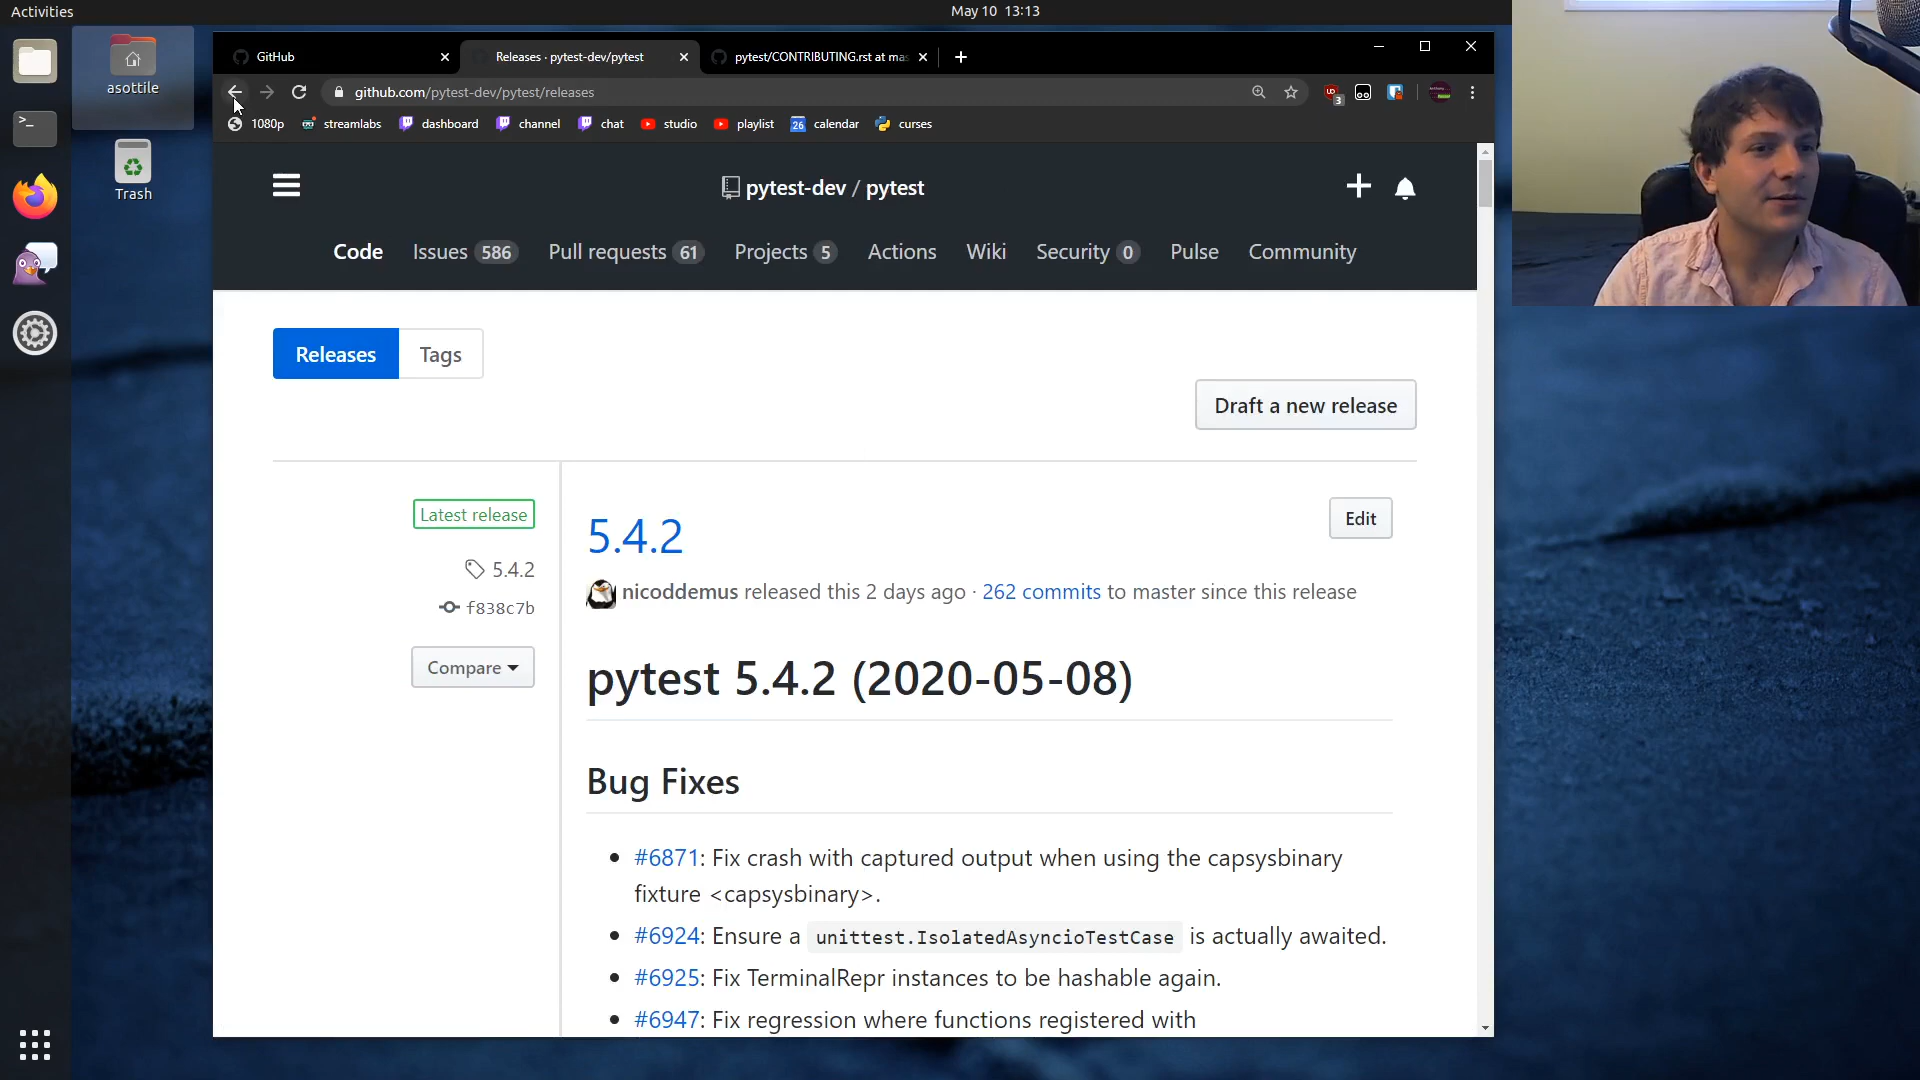 Activities
May 10 13:13
asottile
Trash
GitHub
Releases · pytest-dev/pytest
pytest/CONTRIBUTING.rst at mas
github.com/pytest-dev/pytest/releases
3
1080p
streamlabs
dashboard
channel
chat
studio
playlist
26
calendar
curses
pytest-dev / pytest
Code
Issues 586
Pull requests 61
Projects 5
Actions
Wiki
Security 0
Pulse
Community
Releases
Tags
Draft a new release
Latest release
5.4.2
f838c7b
Compare
5.4.2
Edit
nicoddemus released this 2 days ago · 262 commits to master since this release
pytest 5.4.2 (2020-05-08)
Bug Fixes
#6871: Fix crash with captured output when using the capsysbinary
fixture <capsysbinary>.
#6924: Ensure a unittest.IsolatedAsyncioTestCase is actually awaited.
#6925: Fix TerminalRepr instances to be hashable again.
#6947: Fix regression where functions registered with